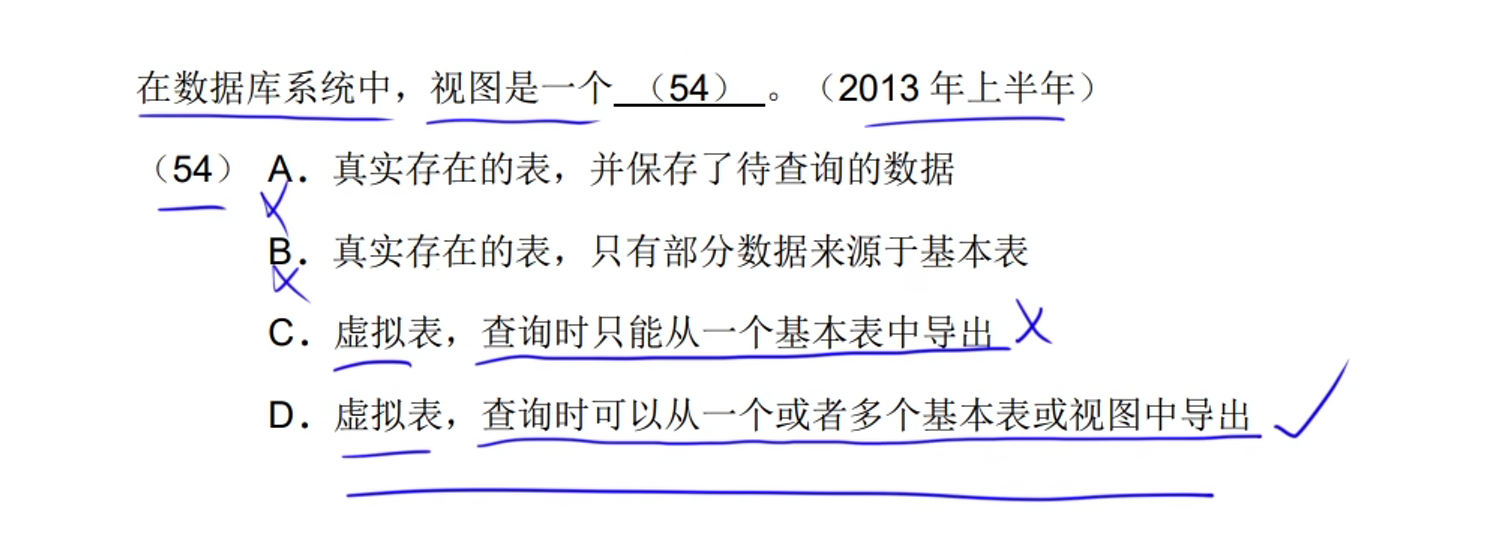 在数据库系统中，视图是一个 （54） 。（2013 年上半年）
（54） A．真实存在的表，并保存了待查询的数据
B．真实存在的表，只有部分数据来源于基本表
C．虚拟表，查询时只能从一个基本表中导出
D．虚拟表，查询时可以从一个或者多个基本表或视图中导出